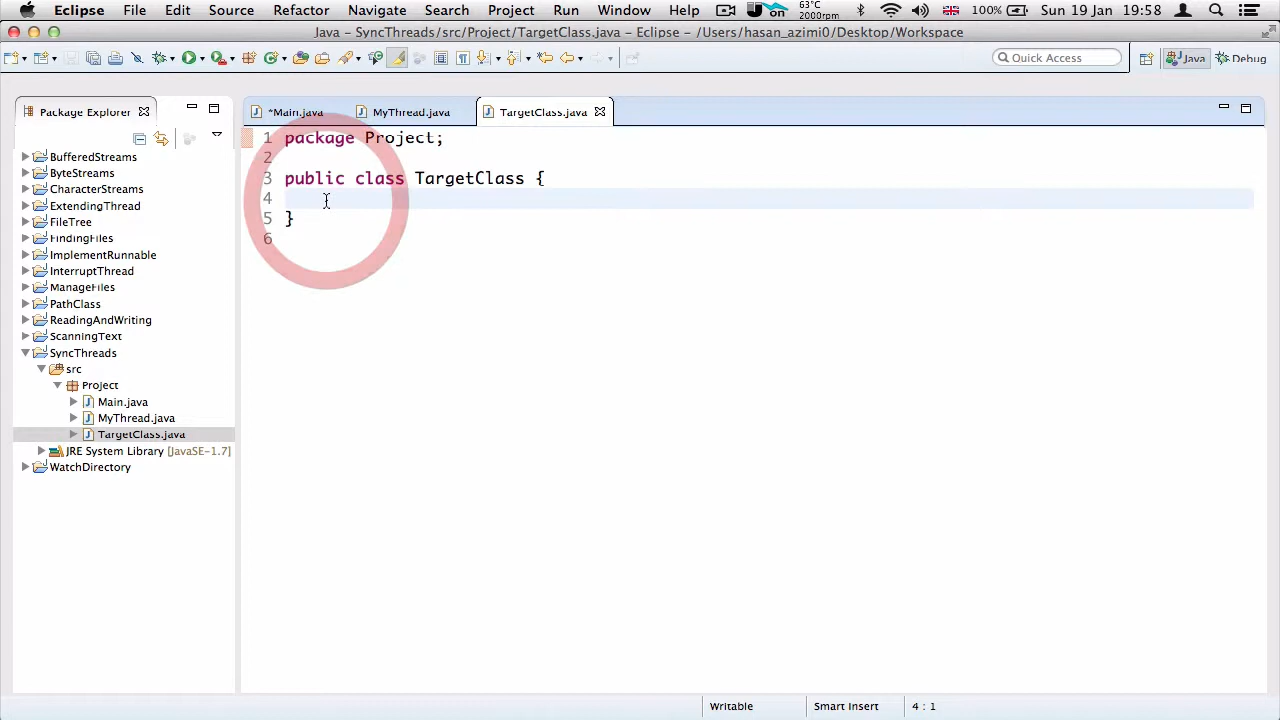 Eclipse File Edit Source Refactor Navigate Search Project Run Window Help on 63°C 2000rpm 100% Sun 19 Jan 19:58
Java - SyncThreads/src/Project/TargetClass.java - Eclipse - /Users/hasan_azimi0/Desktop/Workspace
Quick Access Java Debug
Package Explorer
*Main.java MyThread.java TargetClass.java
BufferedStreams
ByteStreams
CharacterStreams
ExtendingThread
FileTree
FindingFiles
ImplementRunnable
InterruptThread
ManageFiles
PathClass
ReadingAndWriting
ScanningText
SyncThreads
src
Project
Main.java
MyThread.java
TargetClass.java
JRE System Library [JavaSE-1.7]
WatchDirectory
1 package Project;
2
3 public class TargetClass {
4
5 }
6
Writable Smart Insert 4 : 1